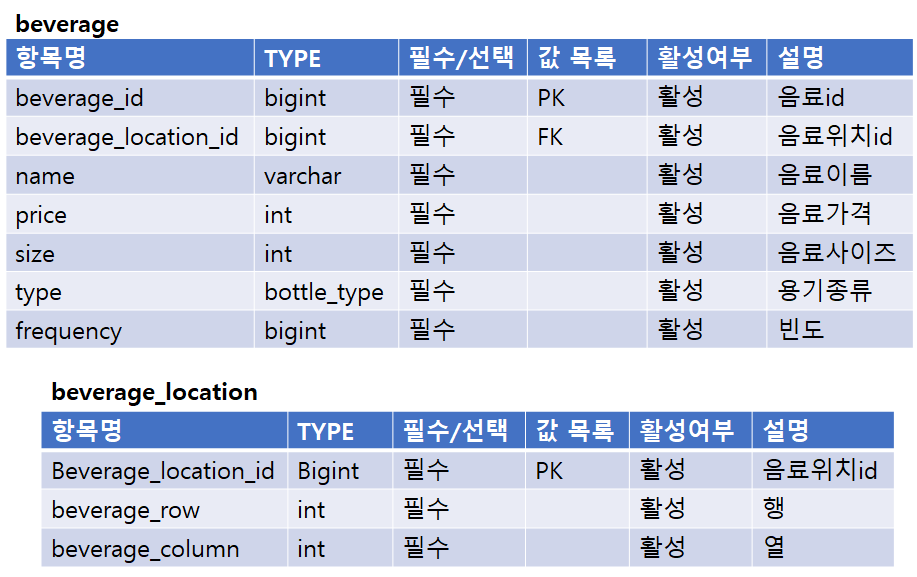 beverage
항목명 TYPE 필수/선택 값 목록 활성여부 설명
beverage_id bigint 필수 PK 활성 음료id
beverage_location_id bigint 필수 FK 활성 음료위치id
name varchar 필수 활성 음료이름
price int 필수 활성 음료가격
size int 필수 활성 음료사이즈
type bottle_type 필수 활성 용기종류
frequency bigint 필수 활성 빈도
beverage_location
항목명 TYPE 필수/선택 값 목록 활성여부 설명
Beverage_location_id Bigint 필수 PK 활성 음료위치id
beverage_row int 필수 활성 행
beverage_column int 필수 활성 열